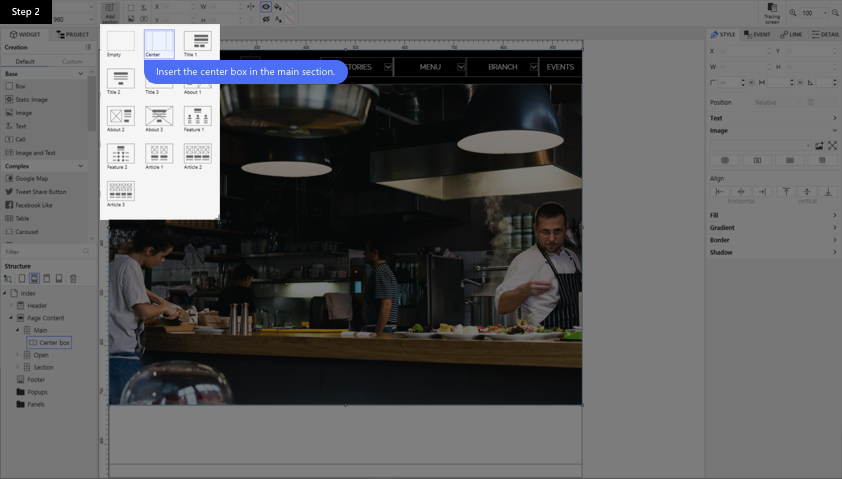 Step 2
960
Add section
X
W
Y
H
Tracing screen
100
WIDGET
PROJECT
Creation
Default
Custom
Base
Box
Static Image
Image
Text
Cell
Image and Text
Complex
Google Map
Tweet Share Button
Facebook Like
Table
Carousel
Filter
Structure
Index
Header
Page Content
Main
Center box
Open
Section
Footer
Popups
Panels
Empty
Center
Title 1
Title 2
Title 3
About 1
About 2
About 3
Feature 1
Feature 2
Article 1
Article 2
Article 3
Insert the center box in the main section.
TORIES
MENU
BRANCH
EVENTS
STYLE
EVENT
LINK
DETAIL
X
Y
W
H
Position
Relative
Text
Image
Align
horizontal
vertical
Fill
Gradient
Border
Shadow